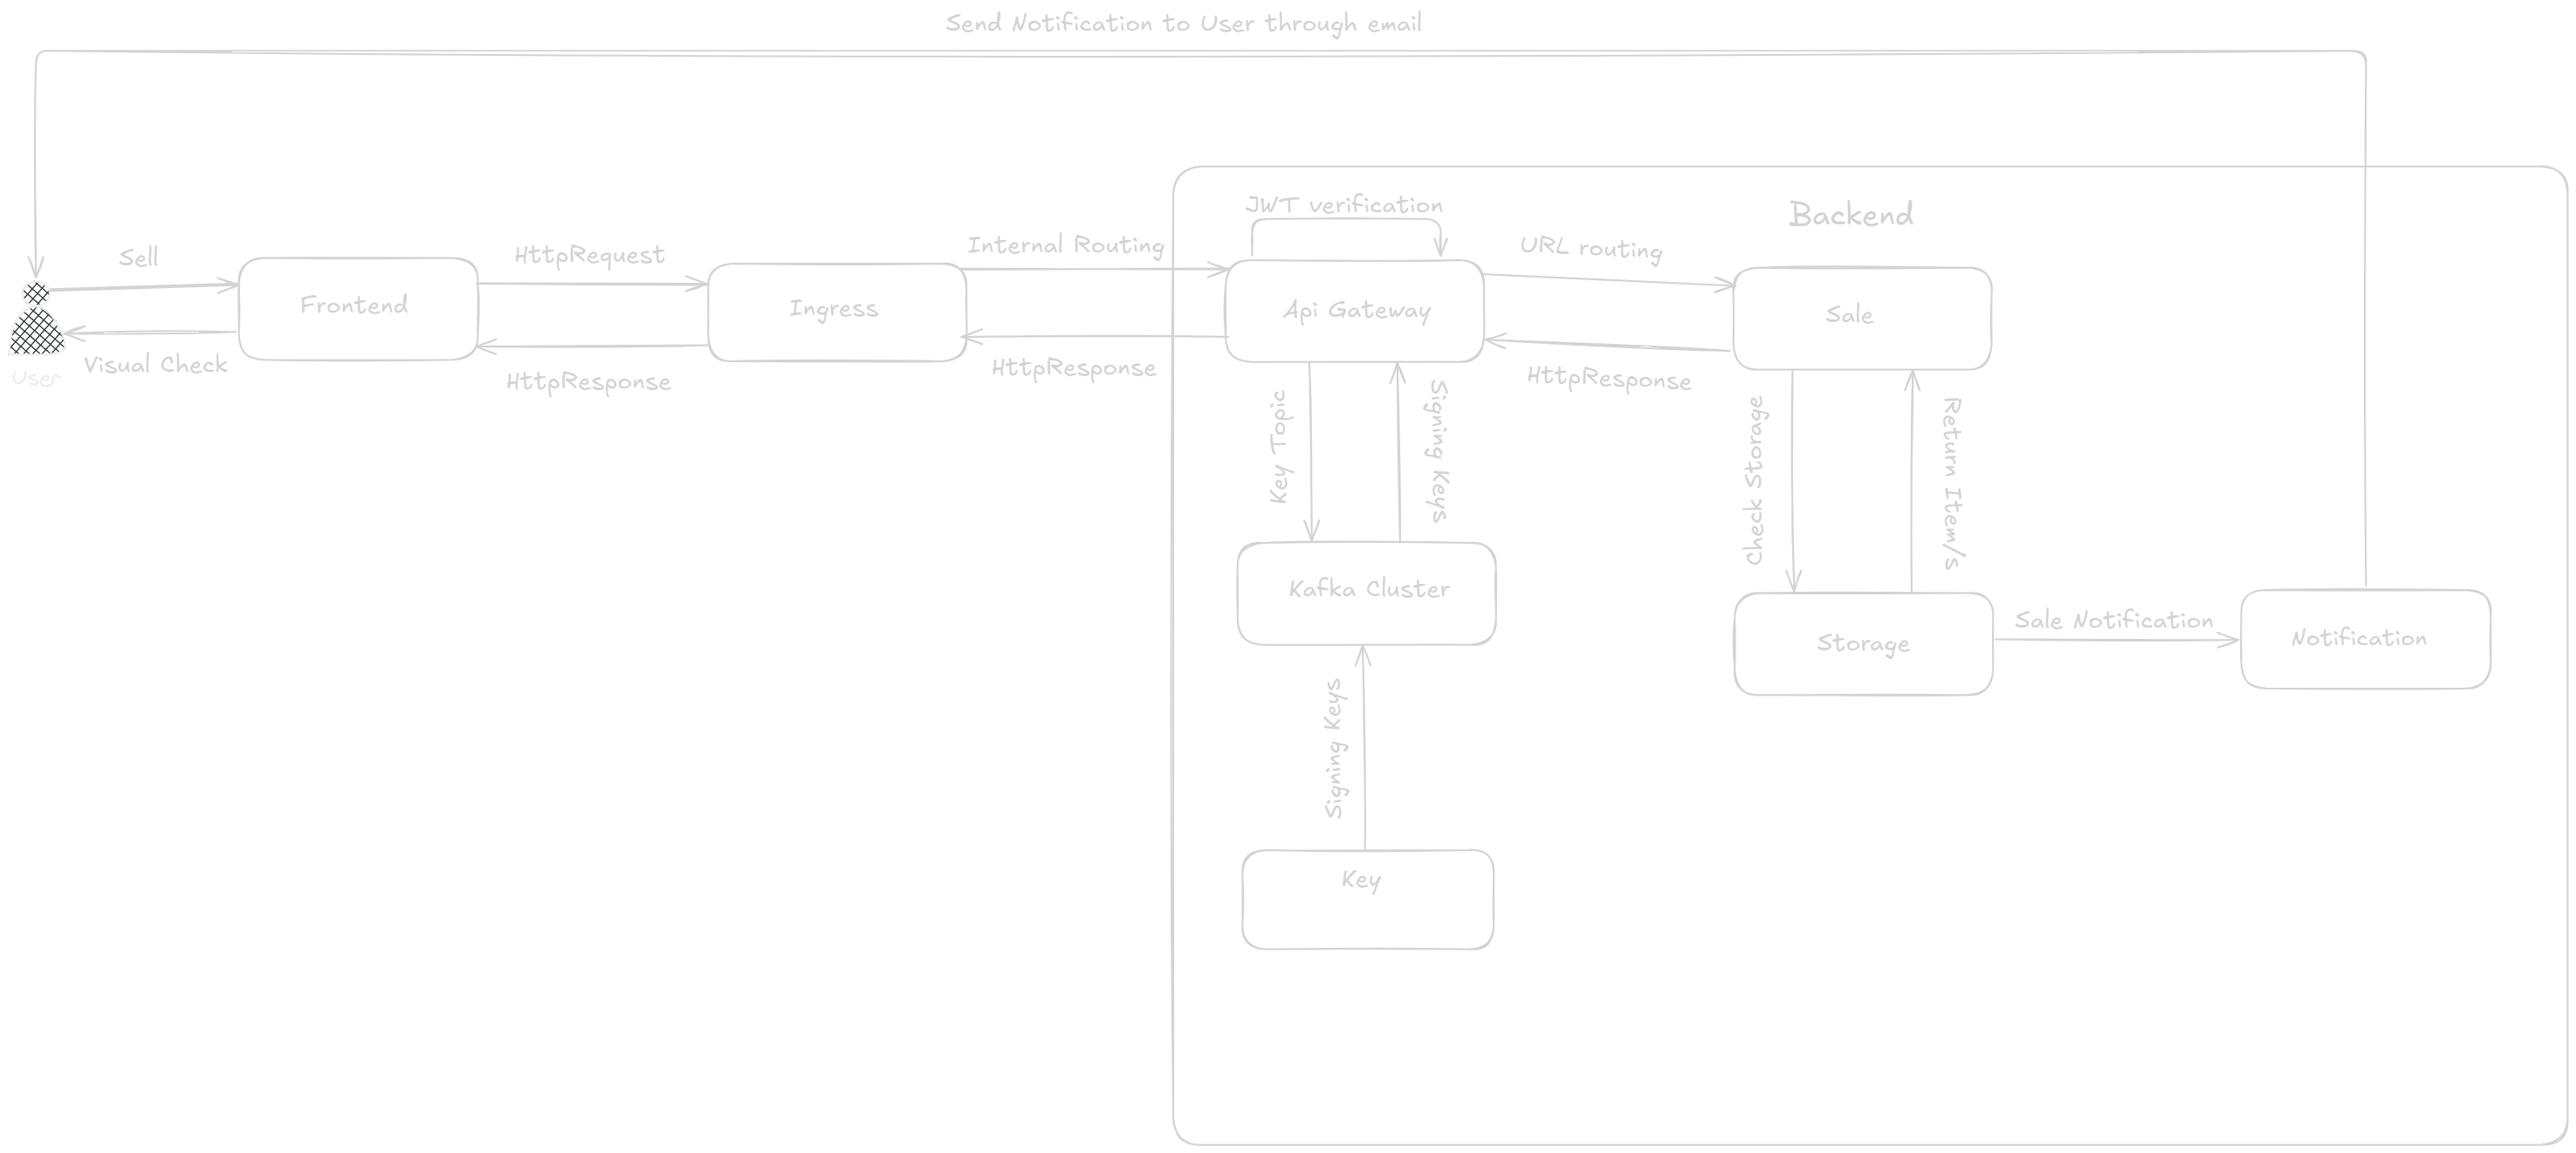 Send Notification to User through email
JWT verification
Backend
Sell
HttpRequest
Internal Routing
URL routing
Frontend
Ingress
Api Gateway
Sale
Visual Check
User
HttpResponse
HttpResponse
HttpResponse
Key Topic
Signing Keys
Check Storage
Return Item/s
Kafka Cluster
Storage
Sale Notification
Notification
Signing Keys
Key